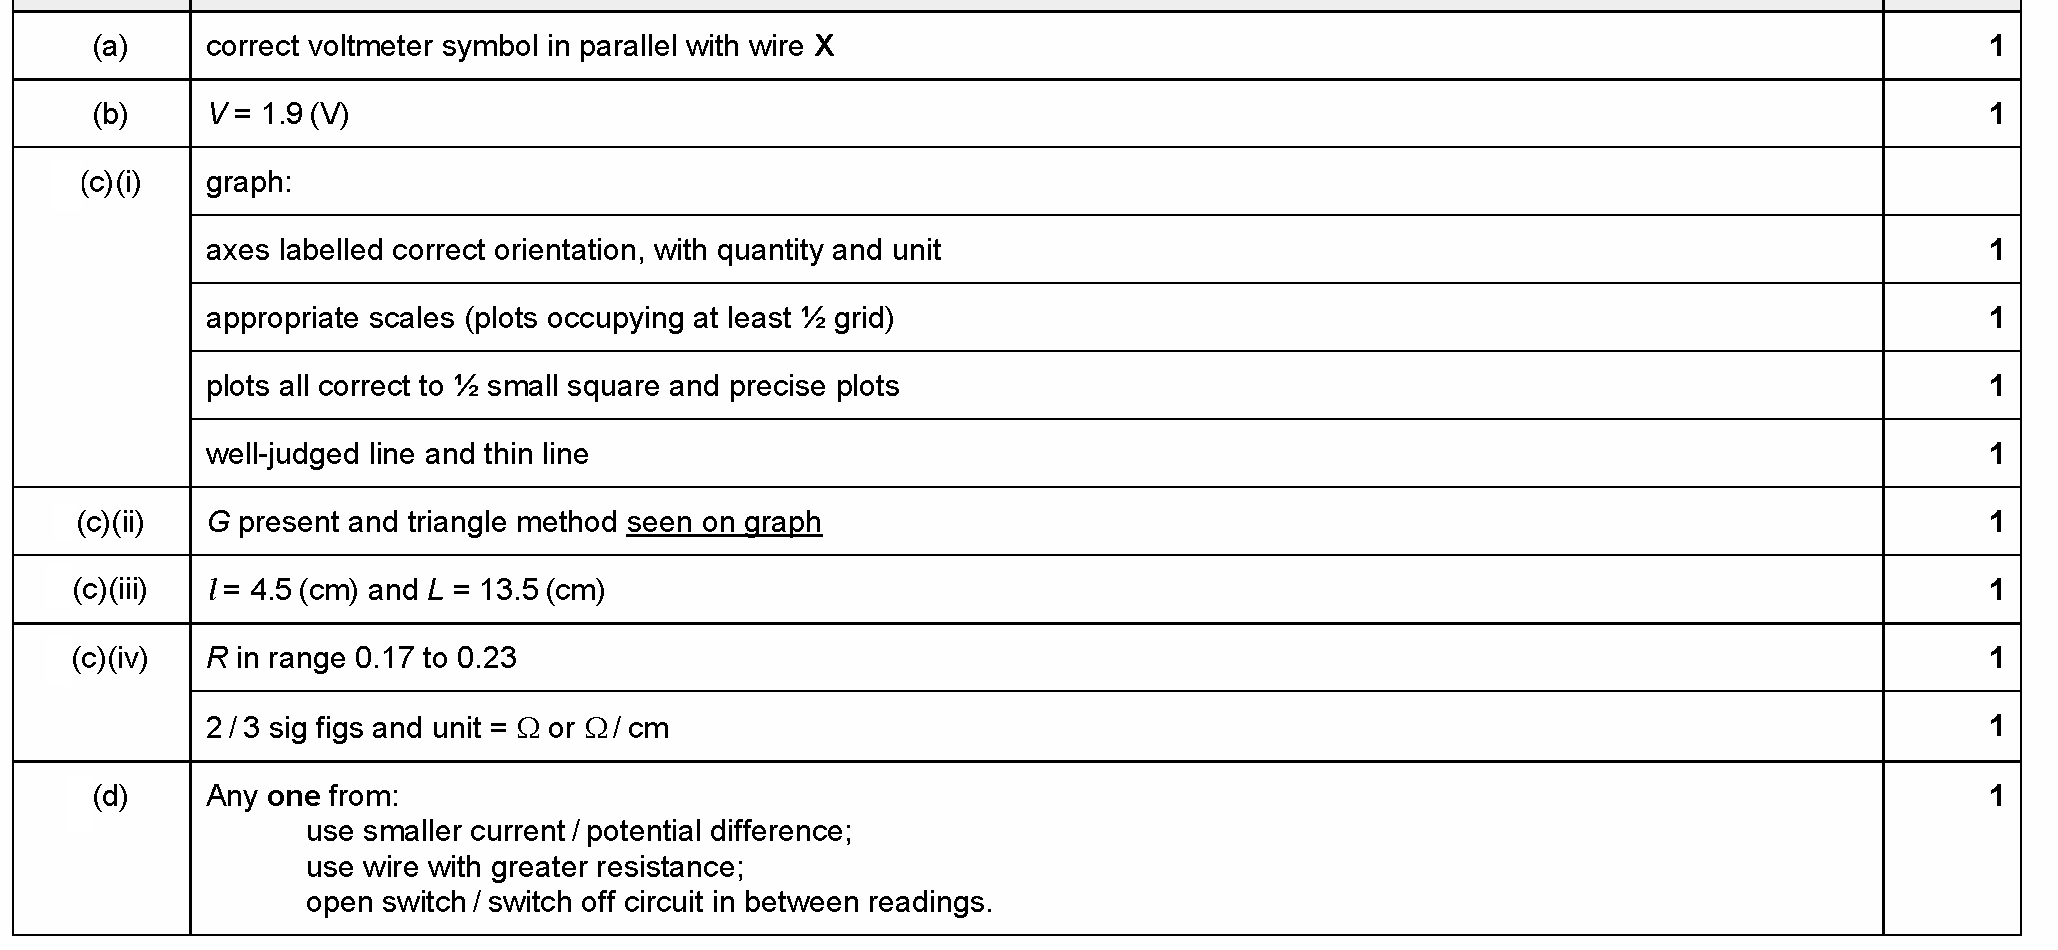 (a) correct voltmeter symbol in parallel with wire X 1
(b) V = 1.9 (V) 1
(c)(i) graph:
axes labelled correct orientation, with quantity and unit 1
appropriate scales (plots occupying at least ½ grid) 1
plots all correct to ½ small square and precise plots 1
well-judged line and thin line 1
(c)(ii) G present and triangle method seen on graph 1
(c)(iii) l = 4.5 (cm) and L = 13.5 (cm) 1
(c)(iv) R in range 0.17 to 0.23 1
2 / 3 sig figs and unit = Ω or Ω / cm 1
(d) Any one from: 1
use smaller current / potential difference;
use wire with greater resistance;
open switch / switch off circuit in between readings.